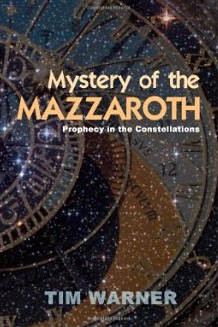 Mystery of the
MAZZAROTH
Prophecy in the Constellations
TIM WARNER